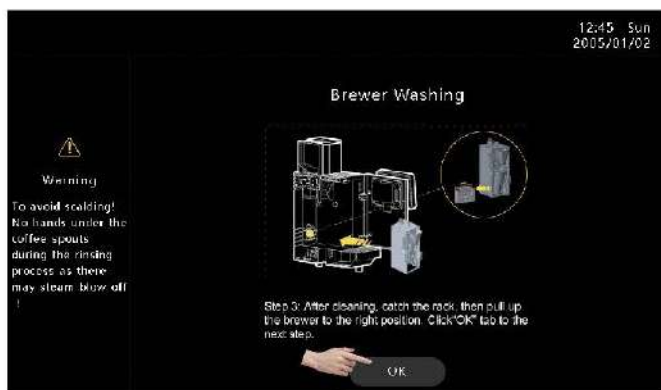 12:45 Sun
2005/01/02
Brewer Washing
Warning
To avoid scalding!
No hands under the
coffee spouts
during the rinsing
process as there
may steam blow off
!
Step 3: After cleaning, catch the rack, then pull up
the brewer to the right position. Click"OK" tab to the
next step.
OK